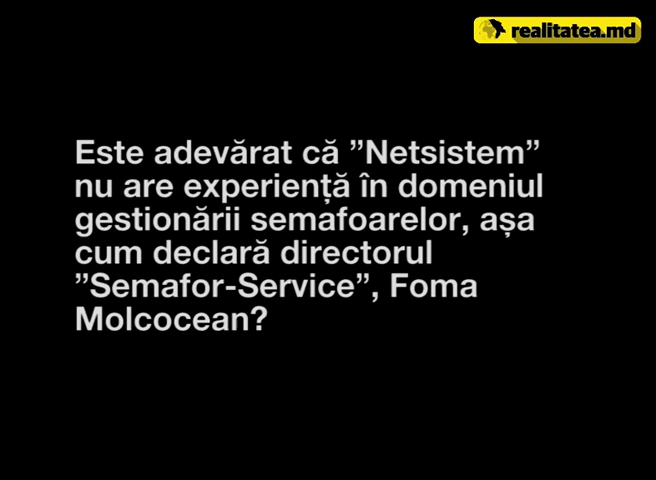 realitatea.md
Este adevărat că ”Netsistem”
nu are experiență în domeniul
gestionării semafoarelor, așa
cum declară directorul
”Semafor-Service”, Foma
Molcocean?